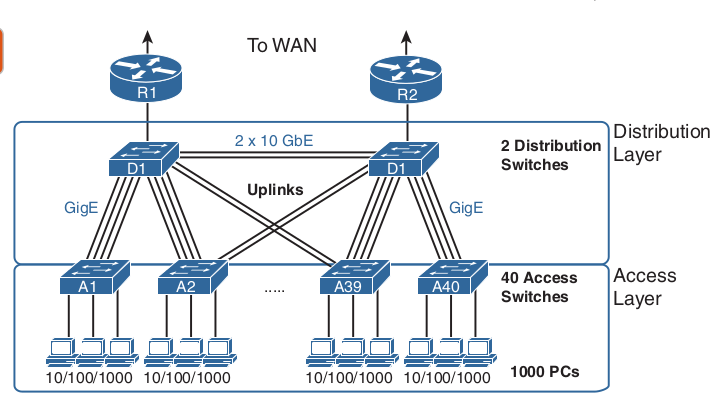 To WAN
R1
R2
Distribution
Layer
2 x 10 GbE
2 Distribution
Switches
D1
D1
Uplinks
GigE
GigE
A1
A2
.....
A39
A40
40 Access
Switches
Access
Layer
10/100/1000
10/100/1000
10/100/1000
10/100/1000
1000 PCs